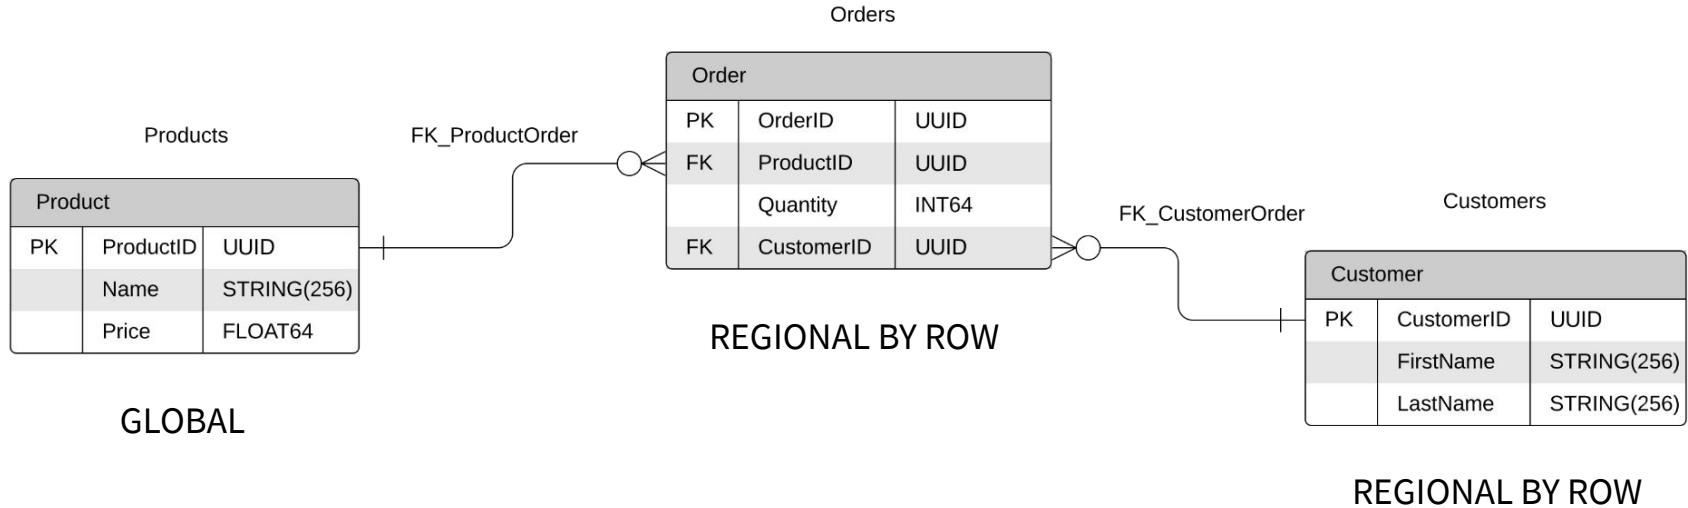 Orders
Order
PK OrderID UUID
FK ProductID UUID
Quantity INT64
FK CustomerID UUID
REGIONAL BY ROW
Products
FK_ProductOrder
Product
PK ProductID UUID
Name STRING(256)
Price FLOAT64
GLOBAL
Customers
FK_CustomerOrder
Customer
PK CustomerID UUID
FirstName STRING(256)
LastName STRING(256)
REGIONAL BY ROW